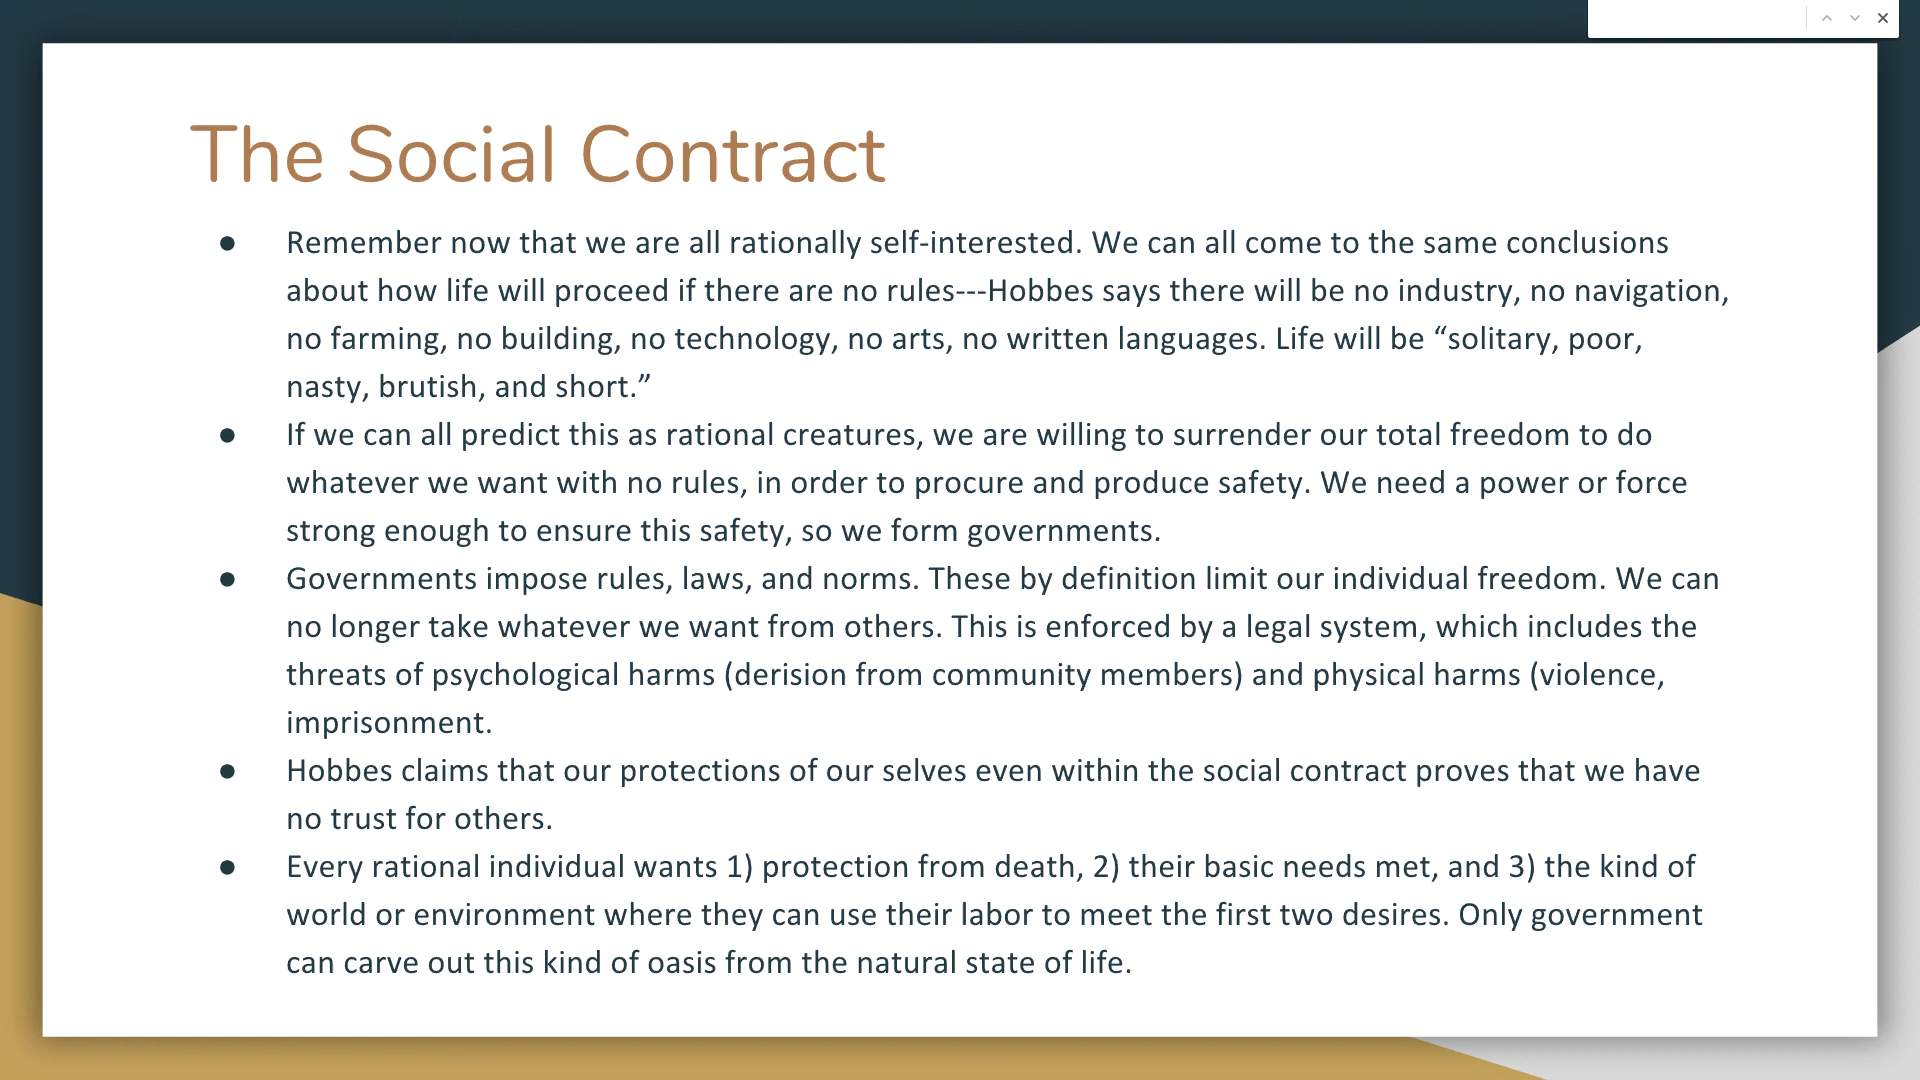 The Social Contract
● Remember now that we are all rationally self-interested. We can all come to the same conclusions
about how life will proceed if there are no rules---Hobbes says there will be no industry, no navigation,
no farming, no building, no technology, no arts, no written languages. Life will be “solitary, poor,
nasty, brutish, and short.”
● If we can all predict this as rational creatures, we are willing to surrender our total freedom to do
whatever we want with no rules, in order to procure and produce safety. We need a power or force
strong enough to ensure this safety, so we form governments.
● Governments impose rules, laws, and norms. These by definition limit our individual freedom. We can
no longer take whatever we want from others. This is enforced by a legal system, which includes the
threats of psychological harms (derision from community members) and physical harms (violence,
imprisonment.
● Hobbes claims that our protections of our selves even within the social contract proves that we have
no trust for others.
● Every rational individual wants 1) protection from death, 2) their basic needs met, and 3) the kind of
world or environment where they can use their labor to meet the first two desires. Only government
can carve out this kind of oasis from the natural state of life.